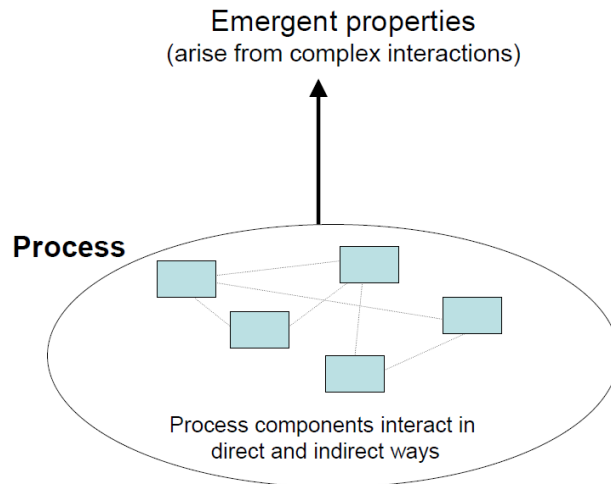 Emergent properties
(arise from complex interactions)
Process
Process components interact in
direct and indirect ways